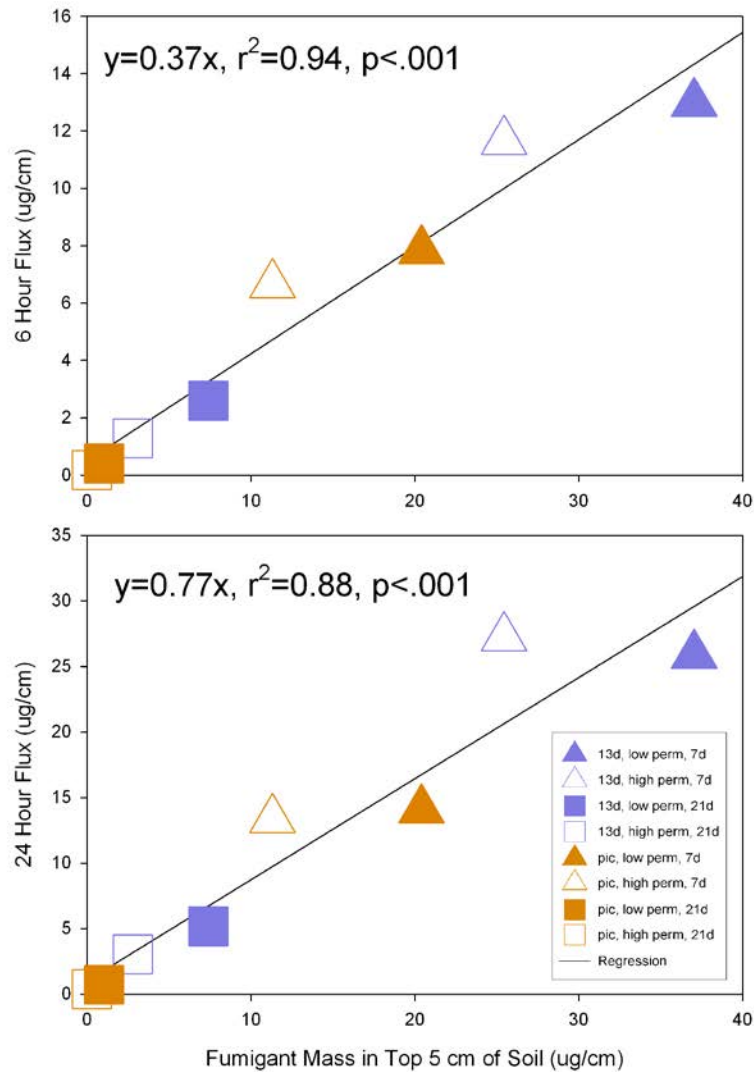 y=0.37x, r²=0.94, p<.001
6 Hour Flux (ug/cm)
16
14
12
10
8
6
4
2
0
0 10 20 30 40
y=0.77x, r²=0.88, p<.001
24 Hour Flux (ug/cm)
35
30
25
20
15
10
5
0
13d, low perm, 7d
13d, high perm, 7d
13d, low perm, 21d
13d, high perm, 21d
pic, low perm, 7d
pic, high perm, 7d
pic, low perm, 21d
pic, high perm, 21d
Regression
0 10 20 30 40
Fumigant Mass in Top 5 cm of Soil (ug/cm)